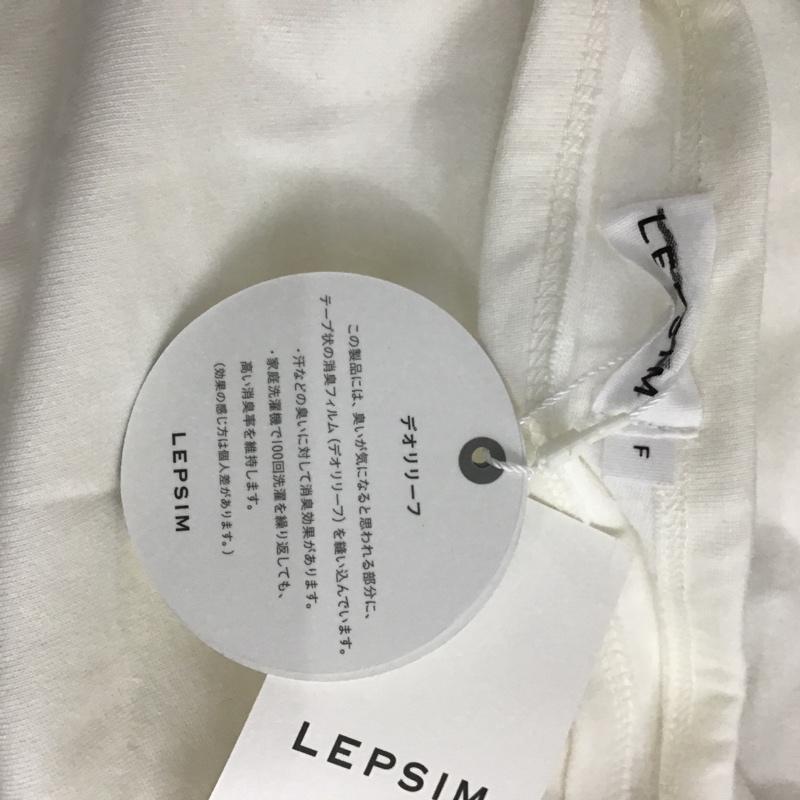 デオリリーフ
この製品には、臭いが気になると思われる部分に、
テープ状の消臭フィルム(デオリリーフ)を縫い込んでいます。
・汗などの臭いに対して消臭効果があります。
・家庭洗濯機で100回洗濯を繰り返しても、
高い消臭率を維持します。
(効果の感じ方は個人差があります。)
LEPSIM
LEPSIM
F
LEPSIM